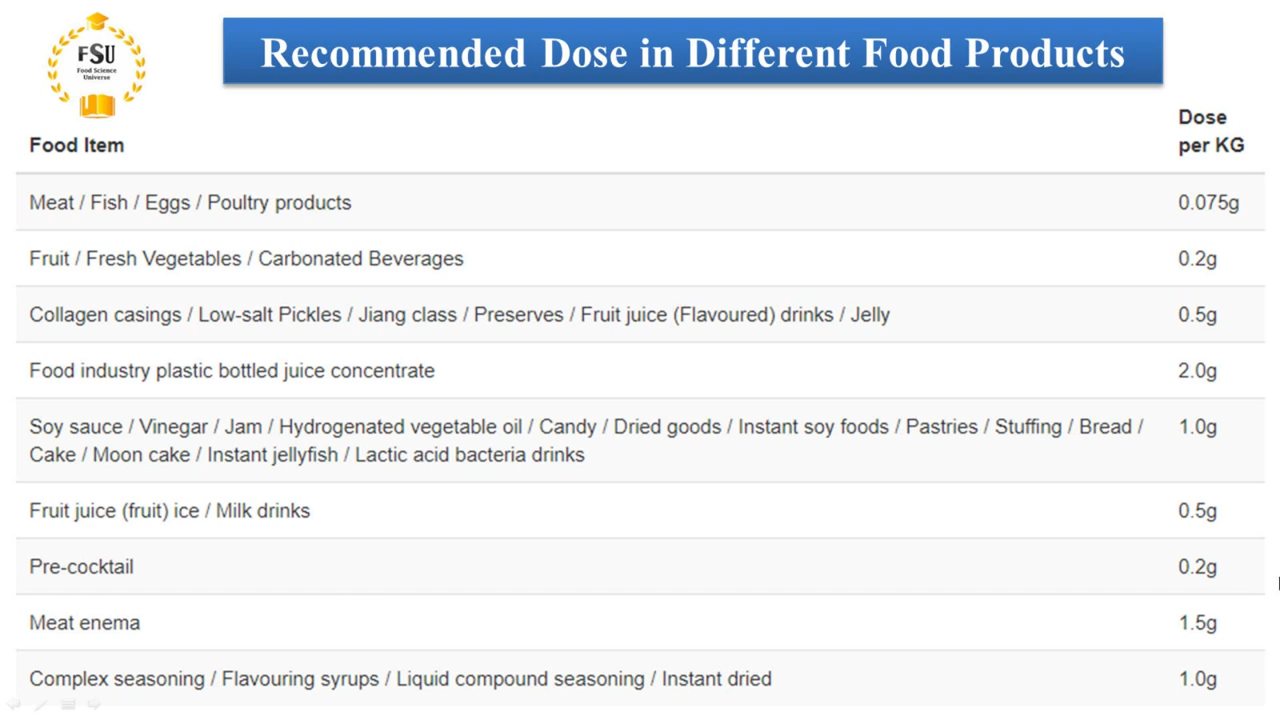 FSU
Food Science
Universe
Recommended Dose in Different Food Products
Food Item
Dose
per KG
Meat / Fish / Eggs / Poultry products 0.075g
Fruit / Fresh Vegetables / Carbonated Beverages 0.2g
Collagen casings / Low-salt Pickles / Jiang class / Preserves / Fruit juice (Flavoured) drinks / Jelly 0.5g
Food industry plastic bottled juice concentrate 2.0g
Soy sauce / Vinegar / Jam / Hydrogenated vegetable oil / Candy / Dried goods / Instant soy foods / Pastries / Stuffing / Bread / 1.0g
Cake / Moon cake / Instant jellyfish / Lactic acid bacteria drinks
Fruit juice (fruit) ice / Milk drinks 0.5g
Pre-cocktail 0.2g
Meat enema 1.5g
Complex seasoning / Flavouring syrups / Liquid compound seasoning / Instant dried 1.0g